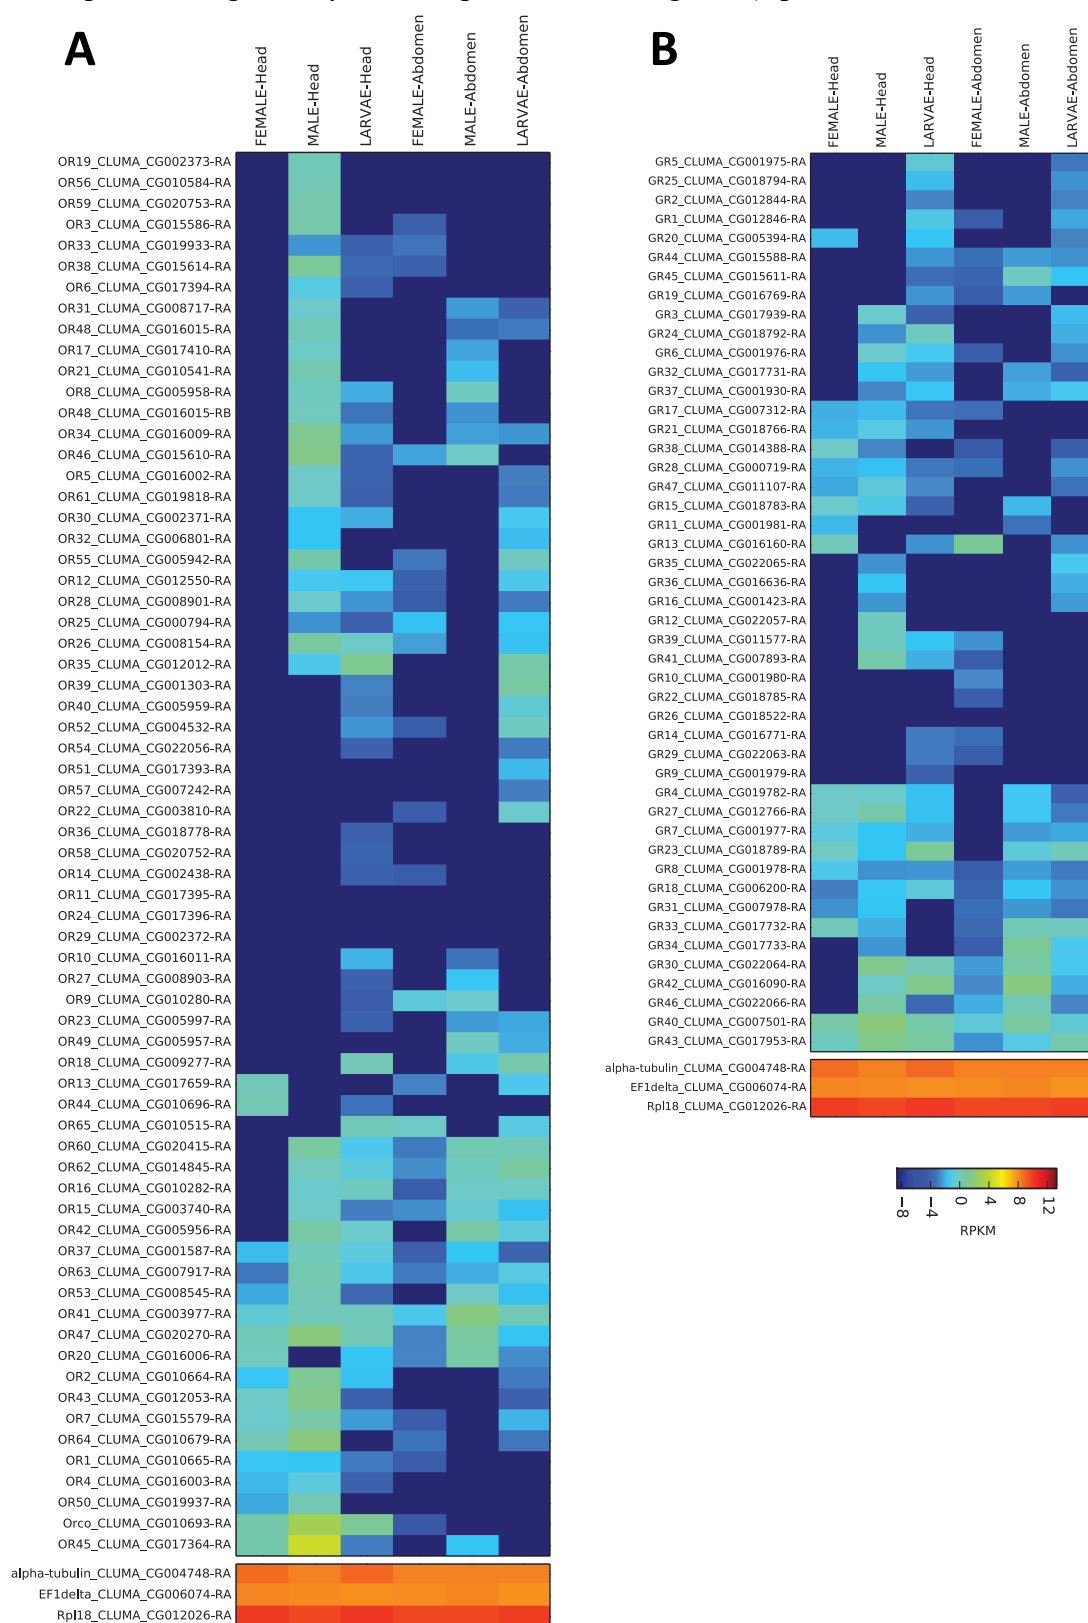 A
FEMALE-Head
MALE-Head
LARVAE-Head
FEMALE-Abdomen
MALE-Abdomen
LARVAE-Abdomen
OR19_CLUMA_CG002373-RA
OR56_CLUMA_CG010584-RA
OR59_CLUMA_CG020753-RA
OR3_CLUMA_CG015586-RA
OR33_CLUMA_CG019933-RA
OR38_CLUMA_CG015614-RA
OR6_CLUMA_CG017394-RA
OR31_CLUMA_CG008717-RA
OR48_CLUMA_CG016015-RA
OR17_CLUMA_CG017410-RA
OR21_CLUMA_CG010541-RA
OR8_CLUMA_CG005958-RA
OR48_CLUMA_CG016015-RB
OR34_CLUMA_CG016009-RA
OR46_CLUMA_CG015610-RA
OR5_CLUMA_CG016002-RA
OR61_CLUMA_CG019818-RA
OR30_CLUMA_CG002371-RA
OR32_CLUMA_CG006801-RA
OR55_CLUMA_CG005942-RA
OR12_CLUMA_CG012550-RA
OR28_CLUMA_CG008901-RA
OR25_CLUMA_CG000794-RA
OR26_CLUMA_CG008154-RA
OR35_CLUMA_CG012012-RA
OR39_CLUMA_CG001303-RA
OR40_CLUMA_CG005959-RA
OR52_CLUMA_CG004532-RA
OR54_CLUMA_CG022056-RA
OR51_CLUMA_CG017393-RA
OR57_CLUMA_CG007242-RA
OR22_CLUMA_CG003810-RA
OR36_CLUMA_CG018778-RA
OR58_CLUMA_CG020752-RA
OR14_CLUMA_CG002438-RA
OR11_CLUMA_CG017395-RA
OR24_CLUMA_CG017396-RA
OR29_CLUMA_CG002372-RA
OR10_CLUMA_CG016011-RA
OR27_CLUMA_CG008903-RA
OR9_CLUMA_CG010280-RA
OR23_CLUMA_CG005997-RA
OR49_CLUMA_CG005957-RA
OR18_CLUMA_CG009277-RA
OR13_CLUMA_CG017659-RA
OR44_CLUMA_CG010696-RA
OR65_CLUMA_CG010515-RA
OR60_CLUMA_CG020415-RA
OR62_CLUMA_CG014845-RA
OR16_CLUMA_CG010282-RA
OR15_CLUMA_CG003740-RA
OR42_CLUMA_CG005956-RA
OR37_CLUMA_CG001587-RA
OR63_CLUMA_CG007917-RA
OR53_CLUMA_CG008545-RA
OR41_CLUMA_CG003977-RA
OR47_CLUMA_CG020270-RA
OR20_CLUMA_CG016006-RA
OR2_CLUMA_CG010664-RA
OR43_CLUMA_CG012053-RA
OR7_CLUMA_CG015579-RA
OR64_CLUMA_CG010679-RA
OR1_CLUMA_CG010665-RA
OR4_CLUMA_CG016003-RA
OR50_CLUMA_CG019937-RA
Orco_CLUMA_CG010693-RA
OR45_CLUMA_CG017364-RA
alpha-tubulin_CLUMA_CG004748-RA
EF1delta_CLUMA_CG006074-RA
Rpl18_CLUMA_CG012026-RA
B
FEMALE-Head
MALE-Head
LARVAE-Head
FEMALE-Abdomen
MALE-Abdomen
LARVAE-Abdomen
GR5_CLUMA_CG001975-RA
GR25_CLUMA_CG018794-RA
GR2_CLUMA_CG012844-RA
GR1_CLUMA_CG012846-RA
GR20_CLUMA_CG005394-RA
GR44_CLUMA_CG015588-RA
GR45_CLUMA_CG015611-RA
GR19_CLUMA_CG016769-RA
GR3_CLUMA_CG017939-RA
GR24_CLUMA_CG018792-RA
GR6_CLUMA_CG001976-RA
GR32_CLUMA_CG017731-RA
GR37_CLUMA_CG001930-RA
GR17_CLUMA_CG007312-RA
GR21_CLUMA_CG018766-RA
GR38_CLUMA_CG014388-RA
GR28_CLUMA_CG000719-RA
GR47_CLUMA_CG011107-RA
GR15_CLUMA_CG018783-RA
GR11_CLUMA_CG001981-RA
GR13_CLUMA_CG016160-RA
GR35_CLUMA_CG022065-RA
GR36_CLUMA_CG016636-RA
GR16_CLUMA_CG001423-RA
GR12_CLUMA_CG022057-RA
GR39_CLUMA_CG011577-RA
GR41_CLUMA_CG007893-RA
GR10_CLUMA_CG001980-RA
GR22_CLUMA_CG018785-RA
GR26_CLUMA_CG018522-RA
GR14_CLUMA_CG016771-RA
GR29_CLUMA_CG022063-RA
GR9_CLUMA_CG001979-RA
GR4_CLUMA_CG019782-RA
GR27_CLUMA_CG012766-RA
GR7_CLUMA_CG001977-RA
GR23_CLUMA_CG018789-RA
GR8_CLUMA_CG001978-RA
GR18_CLUMA_CG006200-RA
GR31_CLUMA_CG007978-RA
GR33_CLUMA_CG017732-RA
GR34_CLUMA_CG017733-RA
GR30_CLUMA_CG022064-RA
GR42_CLUMA_CG016090-RA
GR46_CLUMA_CG022066-RA
GR40_CLUMA_CG007501-RA
GR43_CLUMA_CG017953-RA
alpha-tubulin_CLUMA_CG004748-RA
EF1delta_CLUMA_CG006074-RA
Rpl18_CLUMA_CG012026-RA
−8 −4 0 4 8 12
RPKM